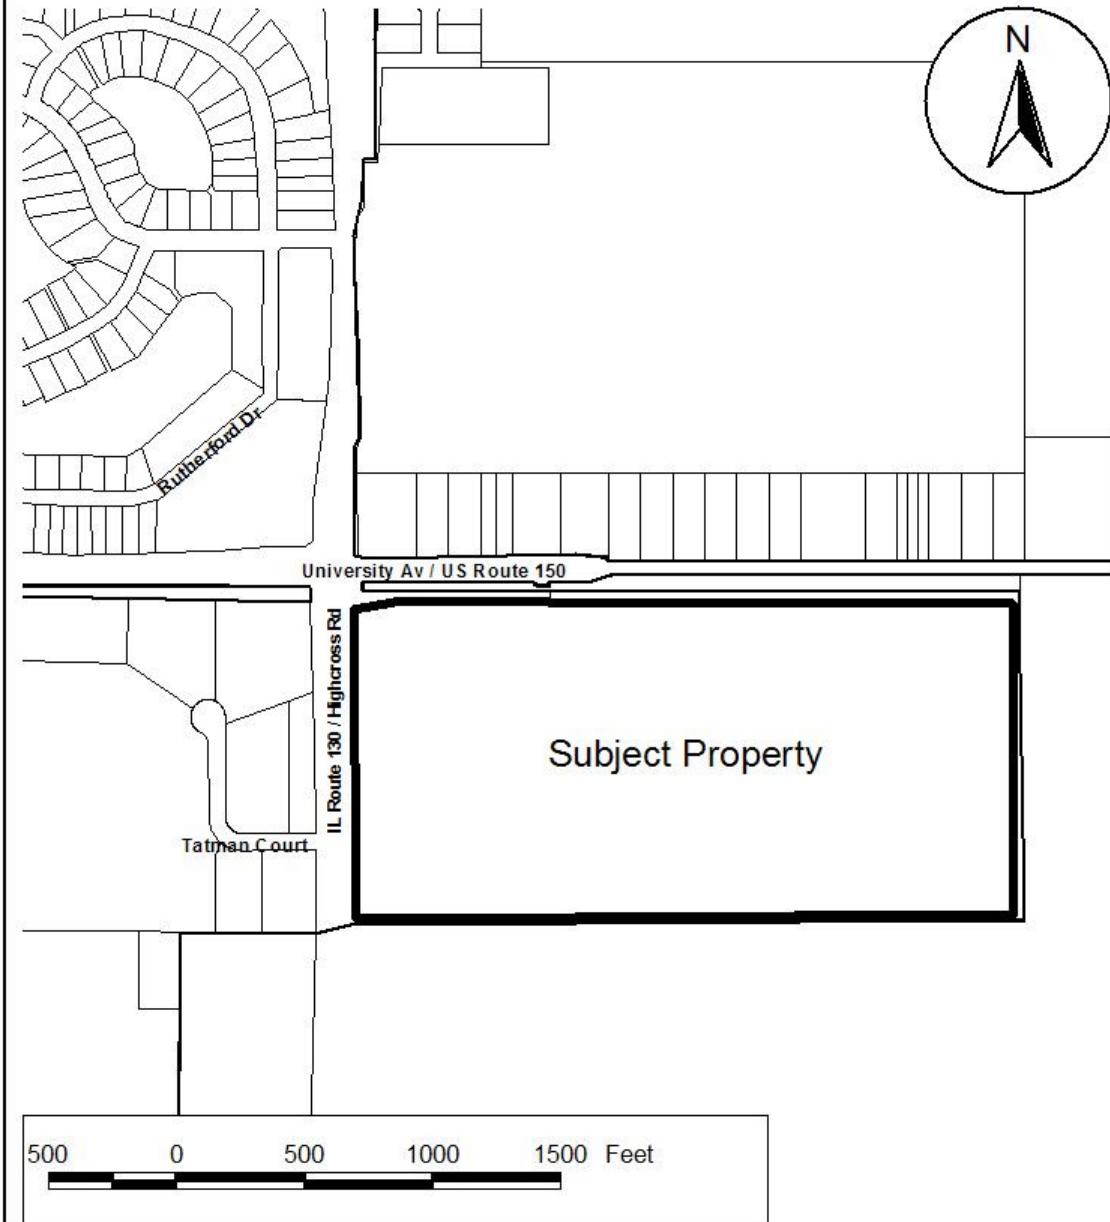 N
Rutherford Dr
University Av / US Route 150
IL Route 130 / Highcross Rd
Subject Property
Tatman Court
500 0 500 1000 1500 Feet